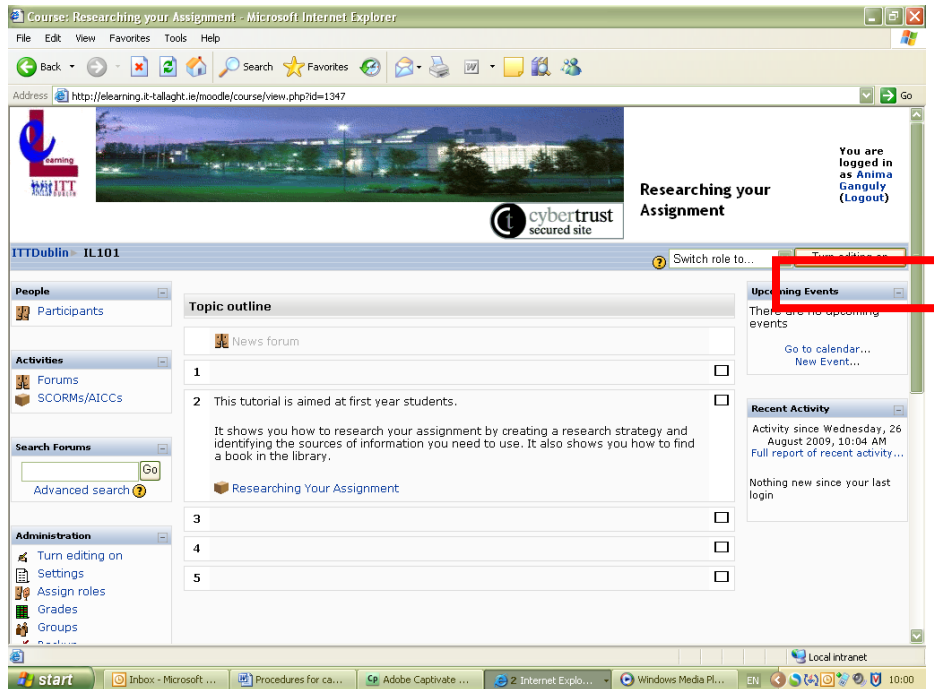 Course: Researching your Assignment - Microsoft Internet Explorer
File Edit View Favorites Tools Help
Back Search Favorites
Address http://elearning.it-tallaght.ie/moodle/course/view.php?id=1347 Go
earning
ITT
DUBLIN
cybertrust
secured site
Researching your
Assignment
You are
logged in
as Anima
Ganguly
(Logout)
ITTDublin IL101
Switch role to... Turn editing on
People
Participants
Activities
Forums
SCORMs/AICCs
Search Forums
Go
Advanced search
Administration
Turn editing on
Settings
Assign roles
Grades
Groups
Backup
Topic outline
News forum
1
2 This tutorial is aimed at first year students.
It shows you how to research your assignment by creating a research strategy and
identifying the sources of information you need to use. It also shows you how to find
a book in the library.
Researching Your Assignment
3
4
5
Upcoming Events
There are no upcoming
events
Go to calendar...
New Event...
Recent Activity
Activity since Wednesday, 26
August 2009, 10:04 AM
Full report of recent activity...
Nothing new since your last
login
Local intranet
start Inbox - Microsoft ... Procedures for ca... Adobe Captivate ... 2 Internet Explo... Windows Media Pl... EN 10:00